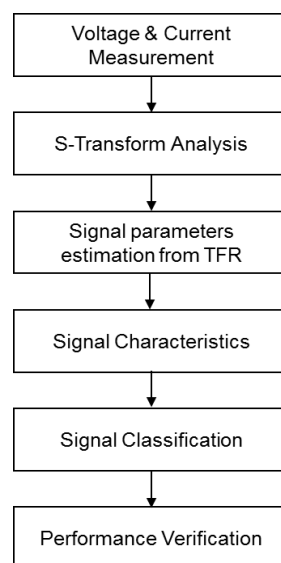 Voltage & Current
Measurement
S-Transform Analysis
Signal parameters
estimation from TFR
Signal Characteristics
Signal Classification
Performance Verification